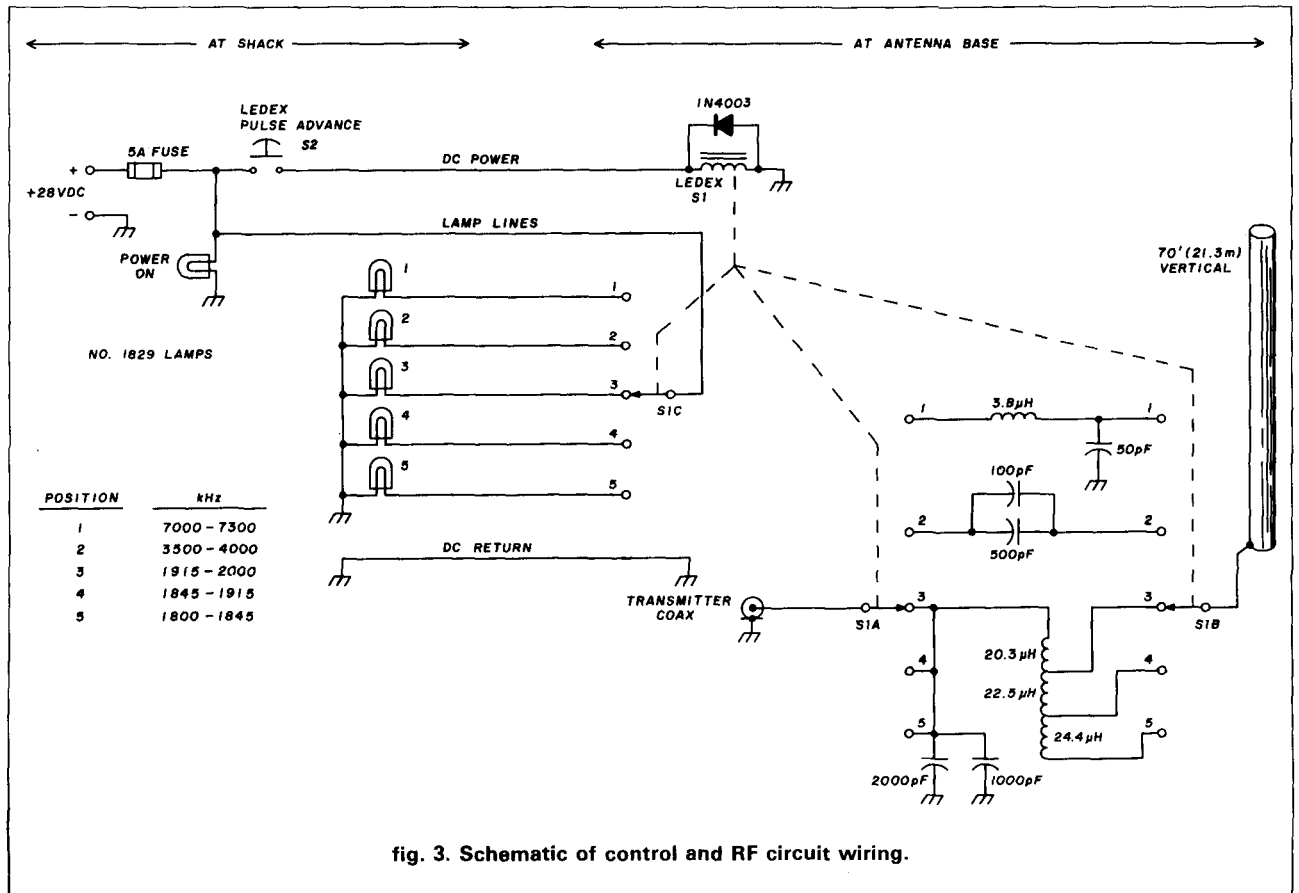 AT SHACK
AT ANTENNA BASE
LEDEX
PULSE ADVANCE
S2
1N4003
5A FUSE
DC POWER
+
+28VDC
-
LEDEX
S1
LAMP LINES
POWER
ON
70' (21.3m)
VERTICAL
1
1
2
2
NO. 1829 LAMPS
3
3
S1C
4
4
5
5
1
3.8µH
1
50pF
100pF
2
2
500pF
POSITION kHz
1 7000 - 7300
2 3500 - 4000
3 1915 - 2000
4 1845 - 1915
5 1800 - 1845
DC RETURN
TRANSMITTER
COAX
S1A
3
3
S1B
20.3µH
4
4
22.5µH
5
24.4µH
5
2000pF
1000pF
fig. 3. Schematic of control and RF circuit wiring.